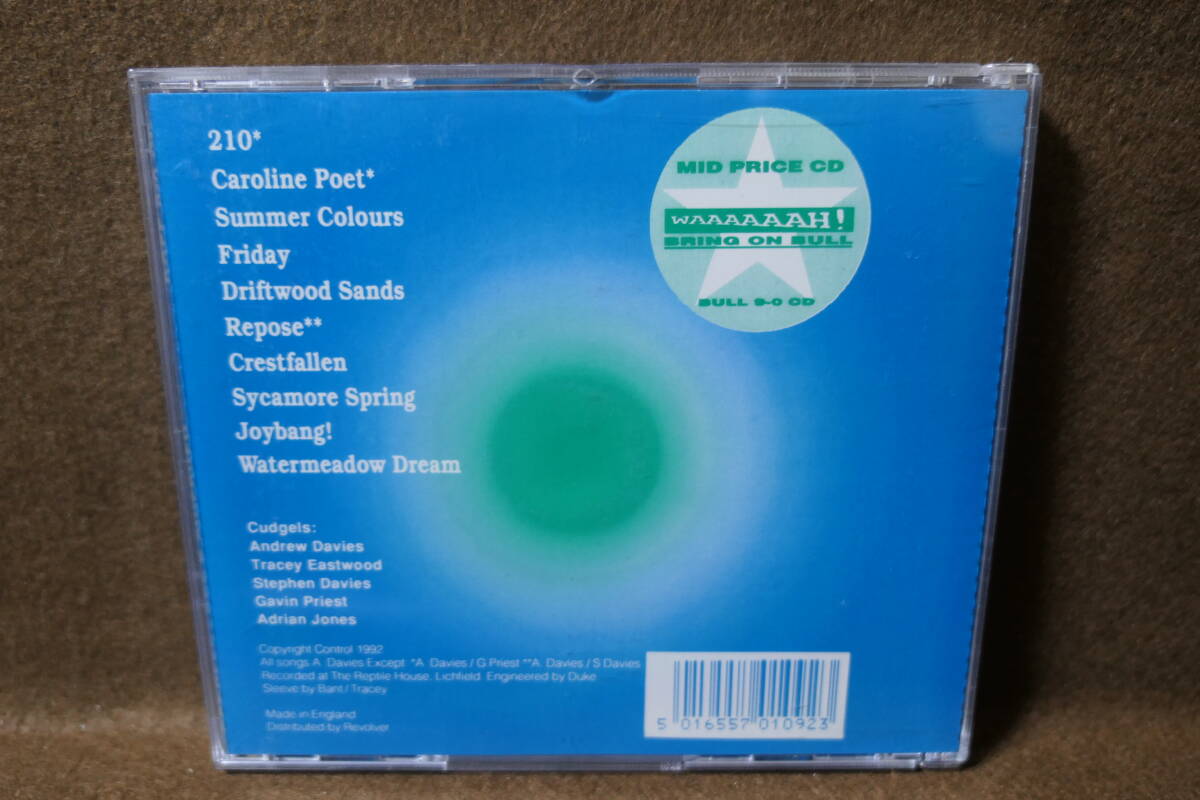 210*
Caroline Poet*
Summer Colours
Friday
Driftwood Sands
Repose**
Crestfallen
Sycamore Spring
Joybang!
Watermeadow Dream
MID PRICE CD
WAAAAAAH!
BRING ON BULL
BULL 9-0 CD
Cudgels:
Andrew Davies
Tracey Eastwood
Stephen Davies
Gavin Priest
Adrian Jones
Copyright Control 1992
All songs A. Davies Except *A. Davies / G Priest **A. Davies / S Davies
Recorded at The Reptile House, Lichfield. Engineered by Duke
Sleeve by Bant / Tracey
Made in England
Distributed by Revolver
5 016557 010923